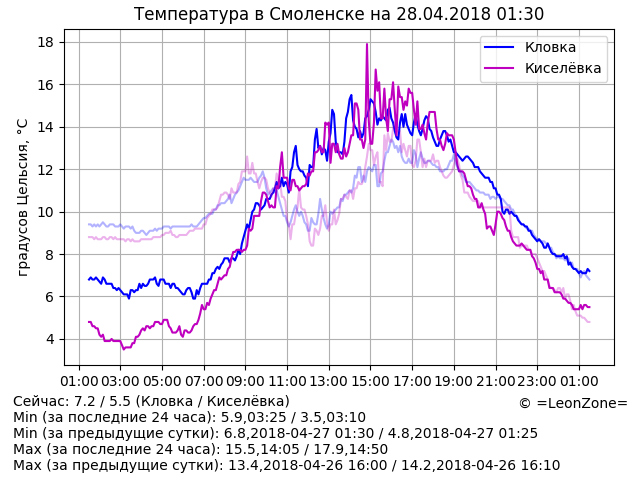 Температура в Смоленске на 28.04.2018 01:30
градусов Цельсия, °C
18
16
14
12
10
8
6
4
Кловка
Киселёвка
01:00 03:00 05:00 07:00 09:00 11:00 13:00 15:00 17:00 19:00 21:00 23:00 01:00
Сейчас: 7.2 / 5.5 (Кловка / Киселёвка)
© =LeonZone=
Min (за последние 24 часа): 5.9,03:25 / 3.5,03:10
Min (за предыдущие сутки): 6.8,2018-04-27 01:30 / 4.8,2018-04-27 01:25
Max (за последние 24 часа): 15.5,14:05 / 17.9,14:50
Max (за предыдущие сутки): 13.4,2018-04-26 16:00 / 14.2,2018-04-26 16:10